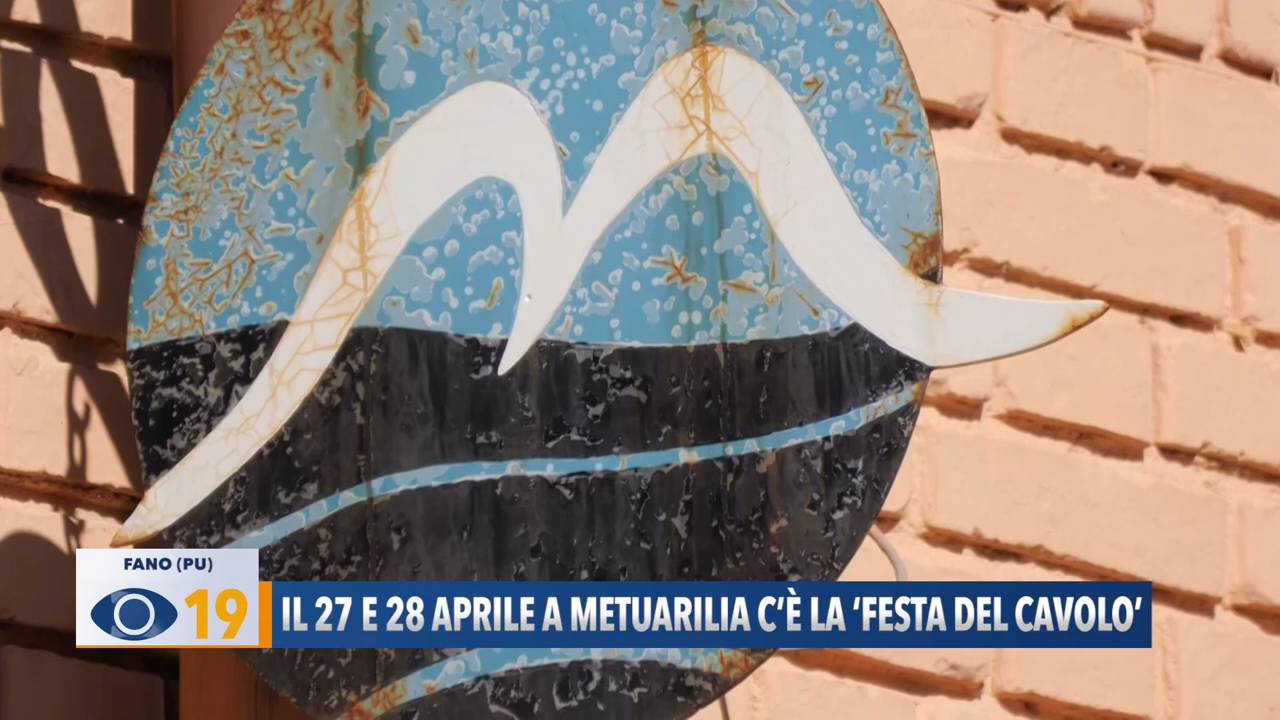 FANO (PU)
19
IL 27 E 28 APRILE A METUARILIA C'È LA 'FESTA DEL CAVOLO'